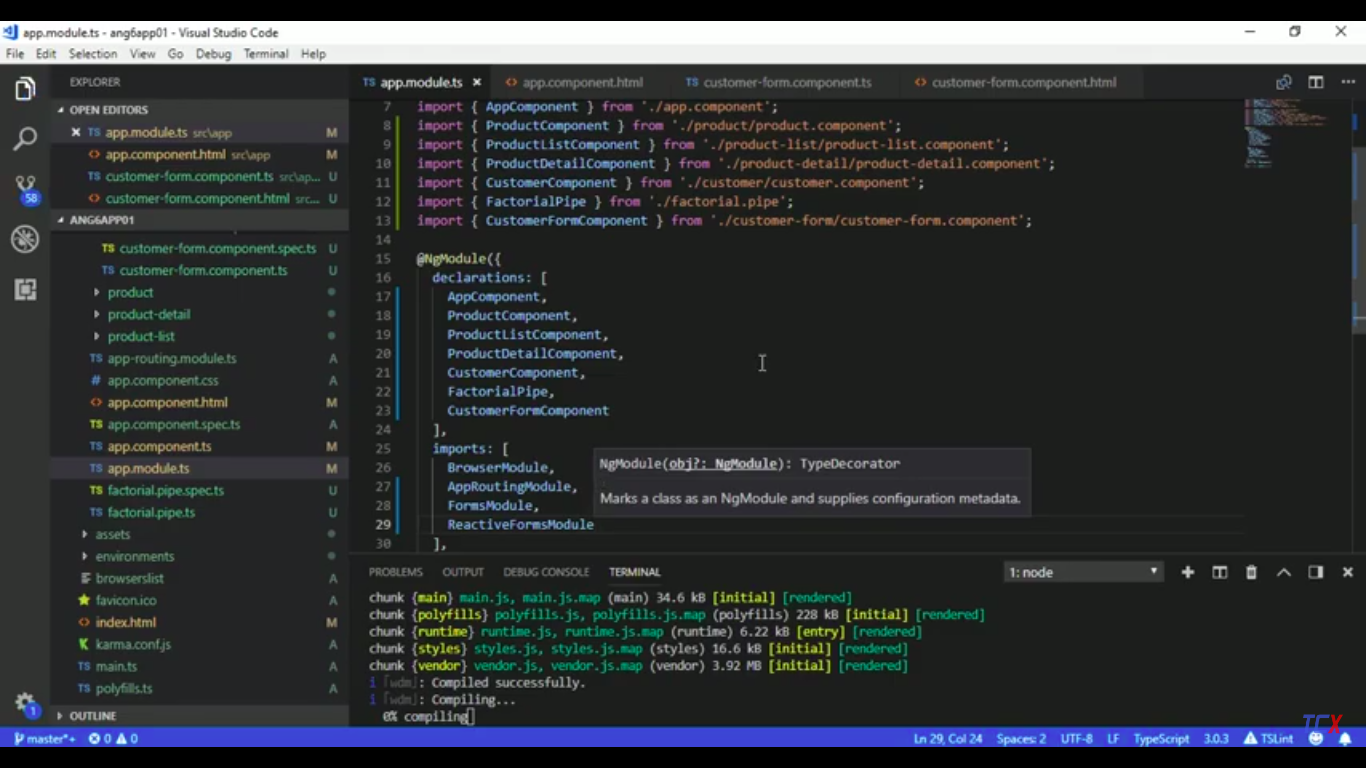 app.module.ts - ang6app01 - Visual Studio Code
File Edit Selection View Go Debug Terminal Help
EXPLORER
OPEN EDITORS
app.module.ts src\app M
app.component.html src\app M
customer-form.component.ts src\ap... U
customer-form.component.html src... U
58
ANG6APP01
customer-form.component.spec.ts U
customer-form.component.ts U
product
product-detail
product-list
app-routing.module.ts A
app.component.css A
app.component.html M
app.component.spec.ts A
app.component.ts M
app.module.ts M
factorial.pipe.spec.ts U
factorial.pipe.ts U
assets
environments
browserslist A
favicon.ico A
index.html M
karma.conf.js A
main.ts A
polyfills.ts A
1
OUTLINE
app.module.ts app.component.html customer-form.component.ts customer-form.component.html
7 import { AppComponent } from './app.component';
8 import { ProductComponent } from './product/product.component';
9 import { ProductListComponent } from './product-list/product-list.component';
10 import { ProductDetailComponent } from './product-detail/product-detail.component';
11 import { CustomerComponent } from './customer/customer.component';
12 import { FactorialPipe } from './factorial.pipe';
13 import { CustomerFormComponent } from './customer-form/customer-form.component';
14
15 @NgModule({
16 declarations: [
17 AppComponent,
18 ProductComponent,
19 ProductListComponent,
20 ProductDetailComponent,
21 CustomerComponent,
22 FactorialPipe,
23 CustomerFormComponent
24 ],
25 imports: [
26 BrowserModule,
27 AppRoutingModule,
28 FormsModule,
29 ReactiveFormsModule
30 ],
NgModule(obj?: NgModule): TypeDecorator
Marks a class as an NgModule and supplies configuration metadata.
PROBLEMS OUTPUT DEBUG CONSOLE TERMINAL 1: node
chunk {main} main.js, main.js.map (main) 34.6 kB [initial] [rendered]
chunk {polyfills} polyfills.js, polyfills.js.map (polyfills) 228 kB [initial] [rendered]
chunk {runtime} runtime.js, runtime.js.map (runtime) 6.22 kB [entry] [rendered]
chunk {styles} styles.js, styles.js.map (styles) 16.6 kB [initial] [rendered]
chunk {vendor} vendor.js, vendor.js.map (vendor) 3.92 MB [initial] [rendered]
i ｢wdm｣: Compiled successfully.
i ｢wdm｣: Compiling...
0% compiling
TCX
master*+ 0 0 Ln 29, Col 24 Spaces: 2 UTF-8 LF TypeScript 3.0.3 TSLint